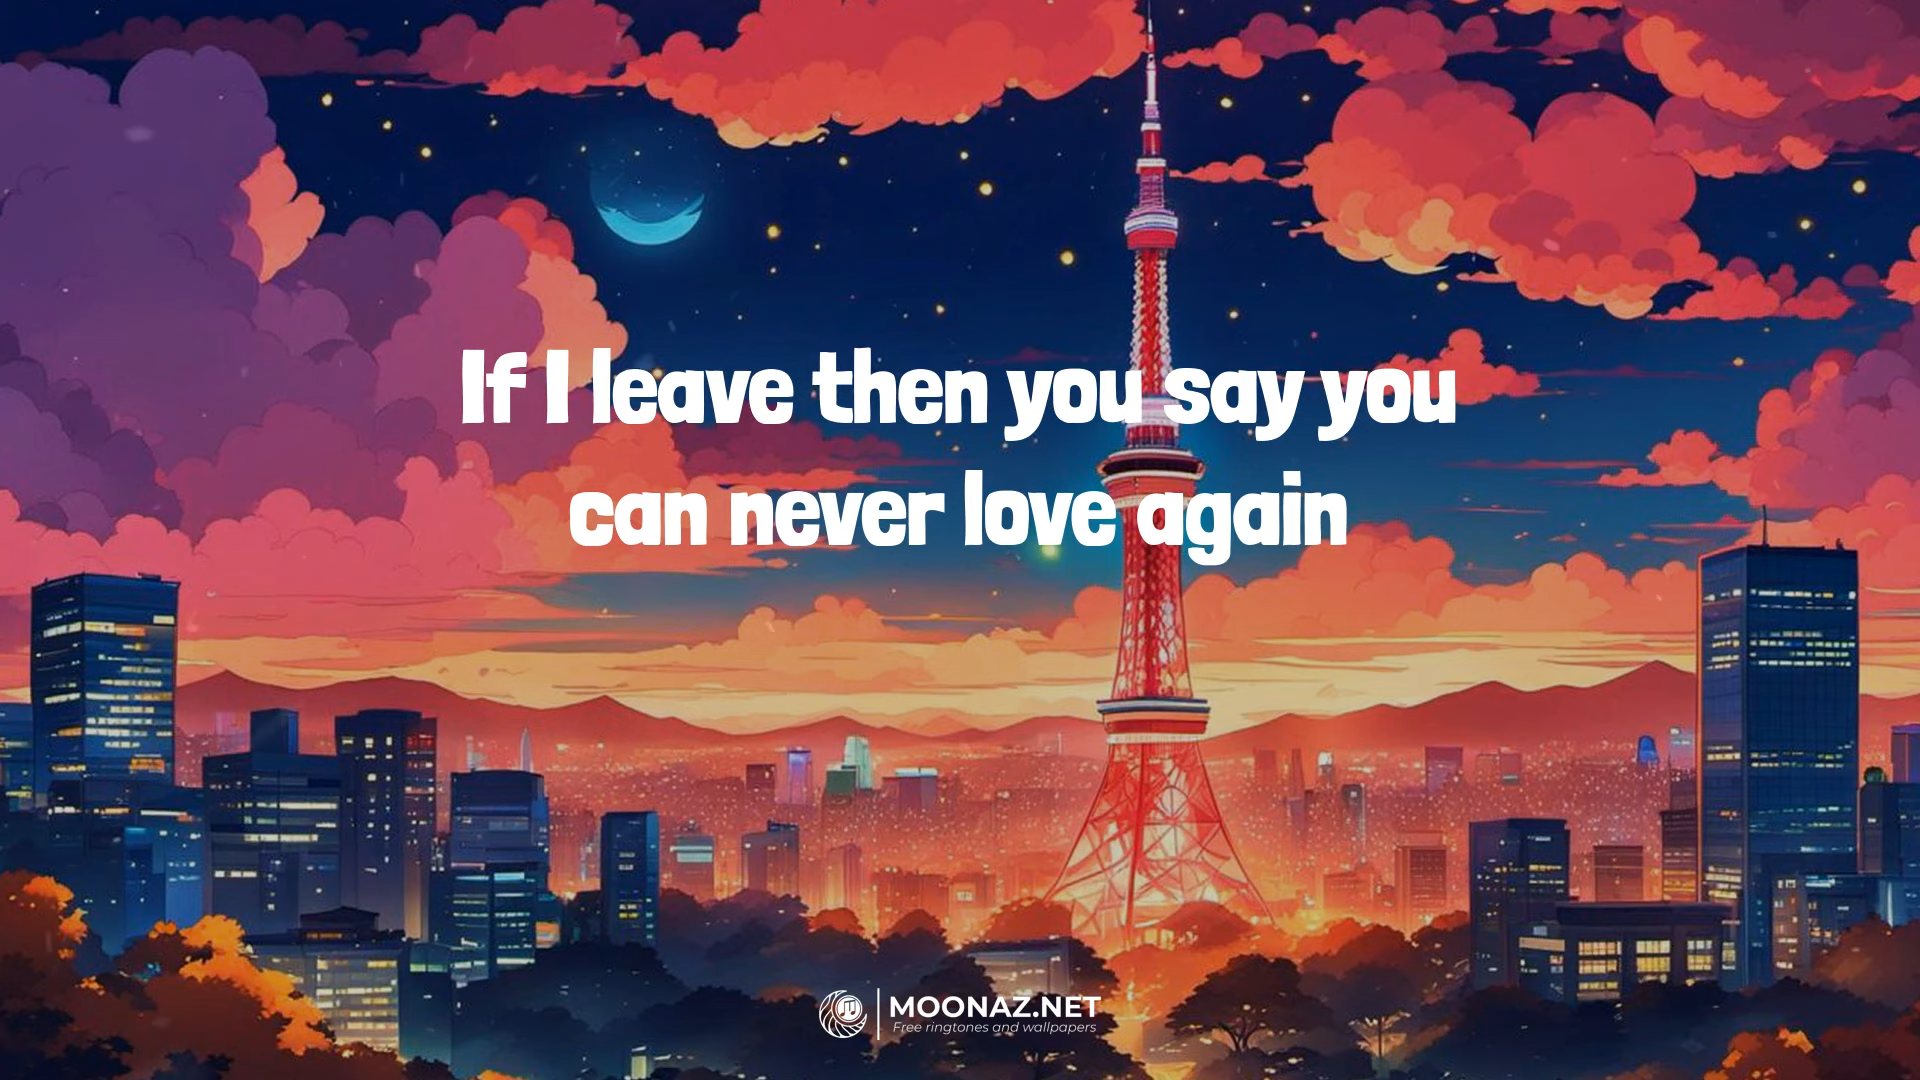 If I leave then you say you
can never love again
MOONAZ.NET
Free ringtones and wallpapers